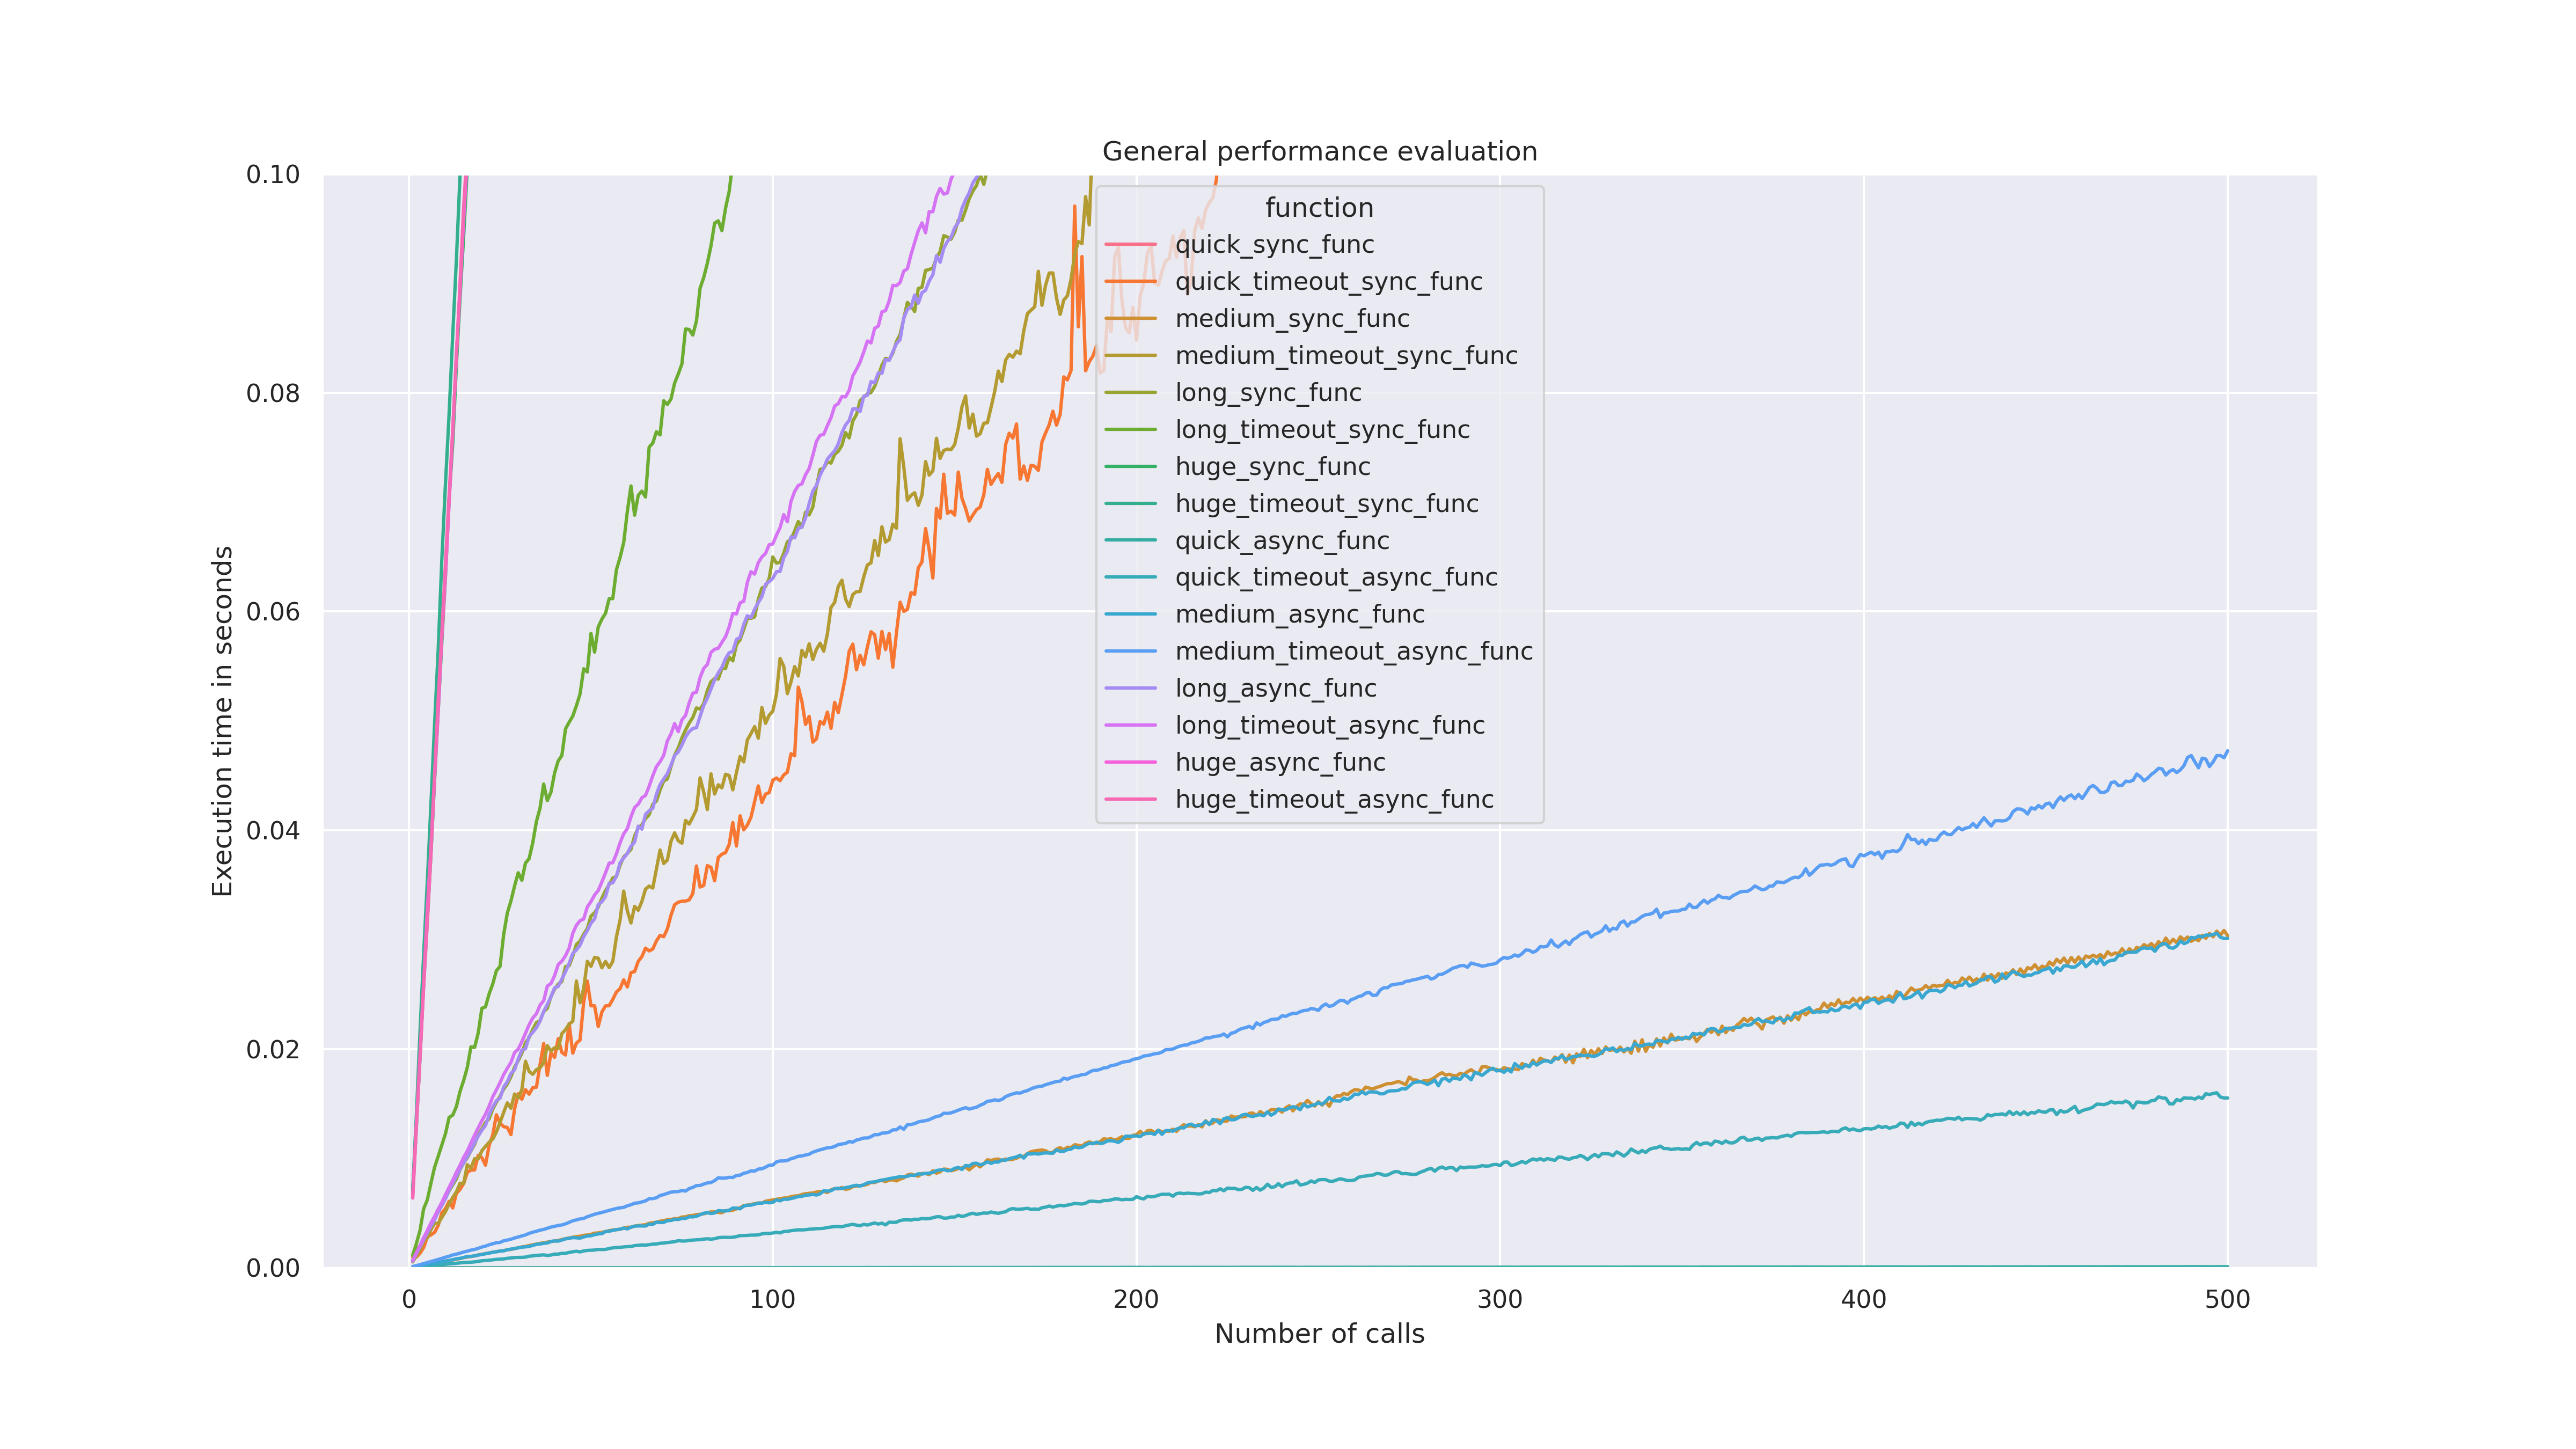 General performance evaluation
0.10
0.08
0.06
0.04
0.02
0.00
Execution time in seconds
function
quick_sync_func
quick_timeout_sync_func
medium_sync_func
medium_timeout_sync_func
long_sync_func
long_timeout_sync_func
huge_sync_func
huge_timeout_sync_func
quick_async_func
quick_timeout_async_func
medium_async_func
medium_timeout_async_func
long_async_func
long_timeout_async_func
huge_async_func
huge_timeout_async_func
0 100 200 300 400 500
Number of calls